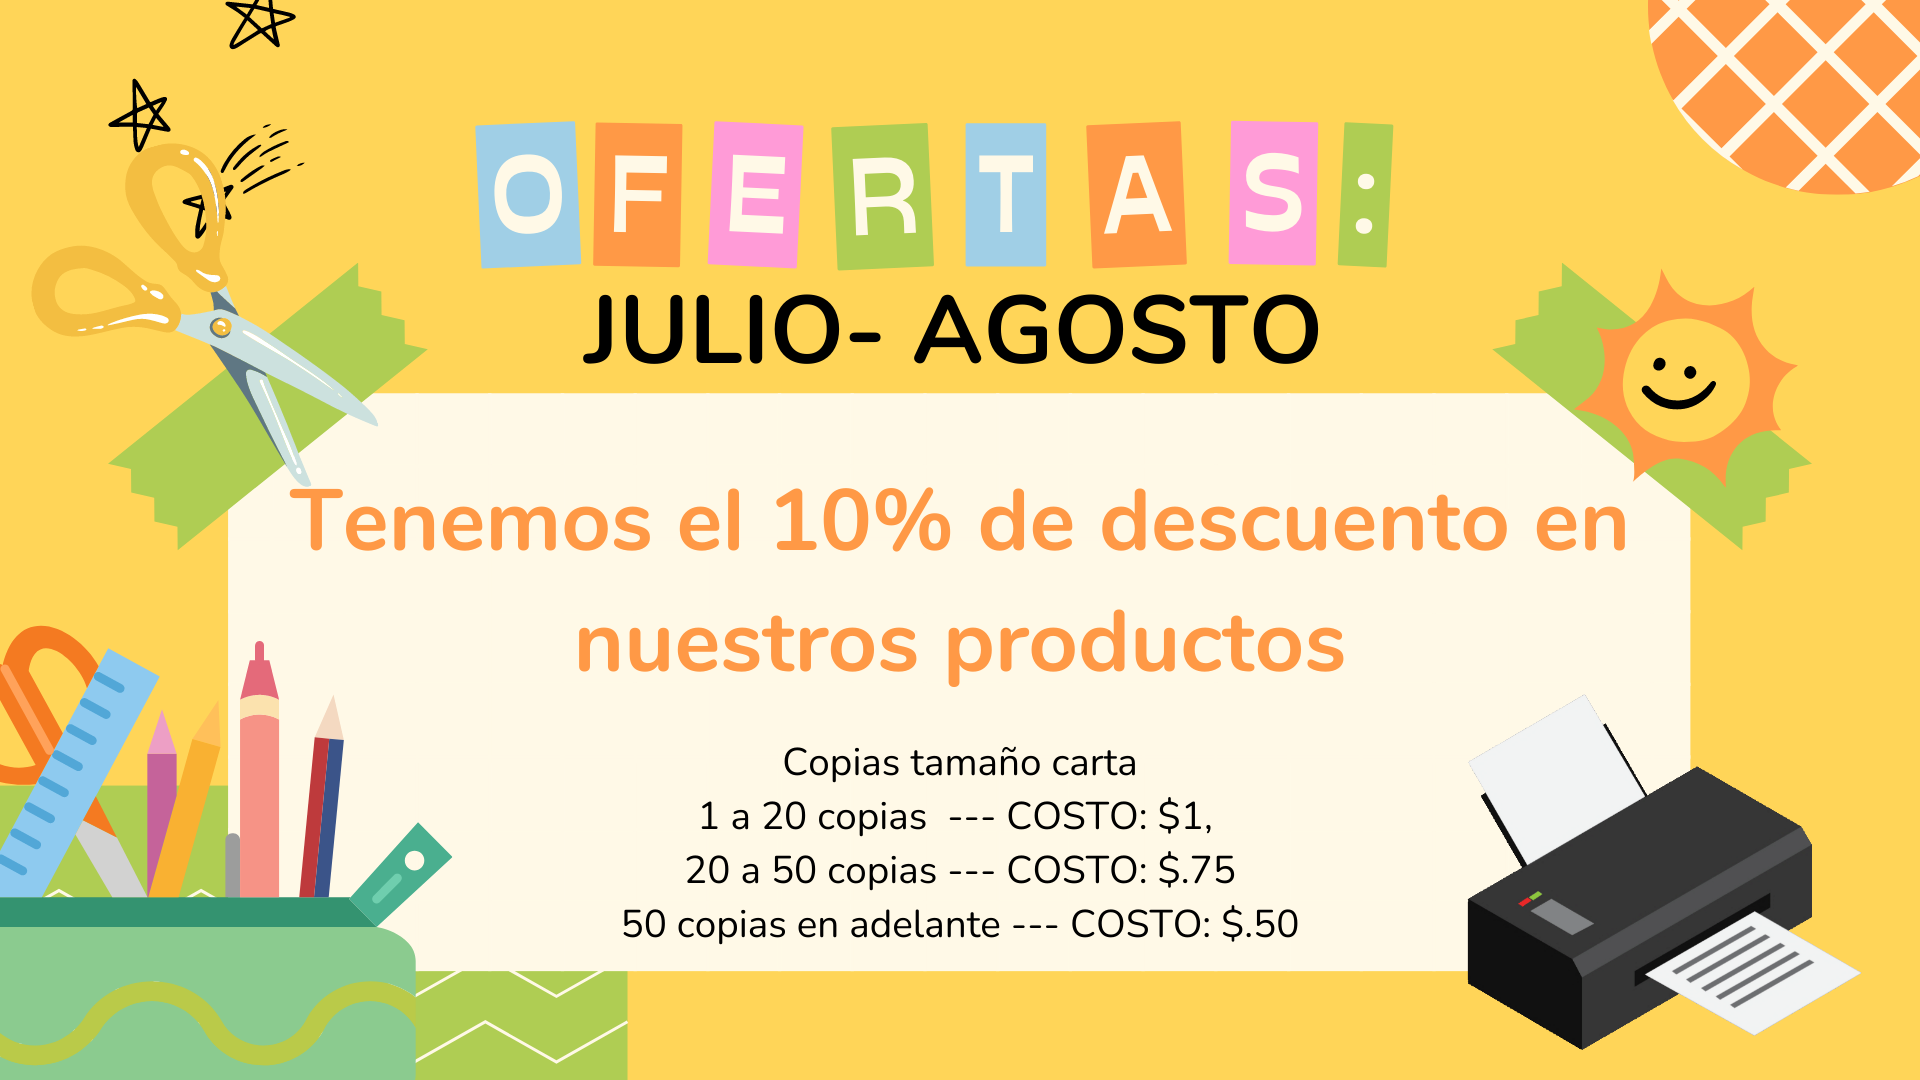 OFERTAS:
JULIO- AGOSTO
Tenemos el 10% de descuento en
nuestros productos
Copias tamaño carta
1 a 20 copias  --- COSTO: $1,
20 a 50 copias --- COSTO: $.75
50 copias en adelante --- COSTO: $.50